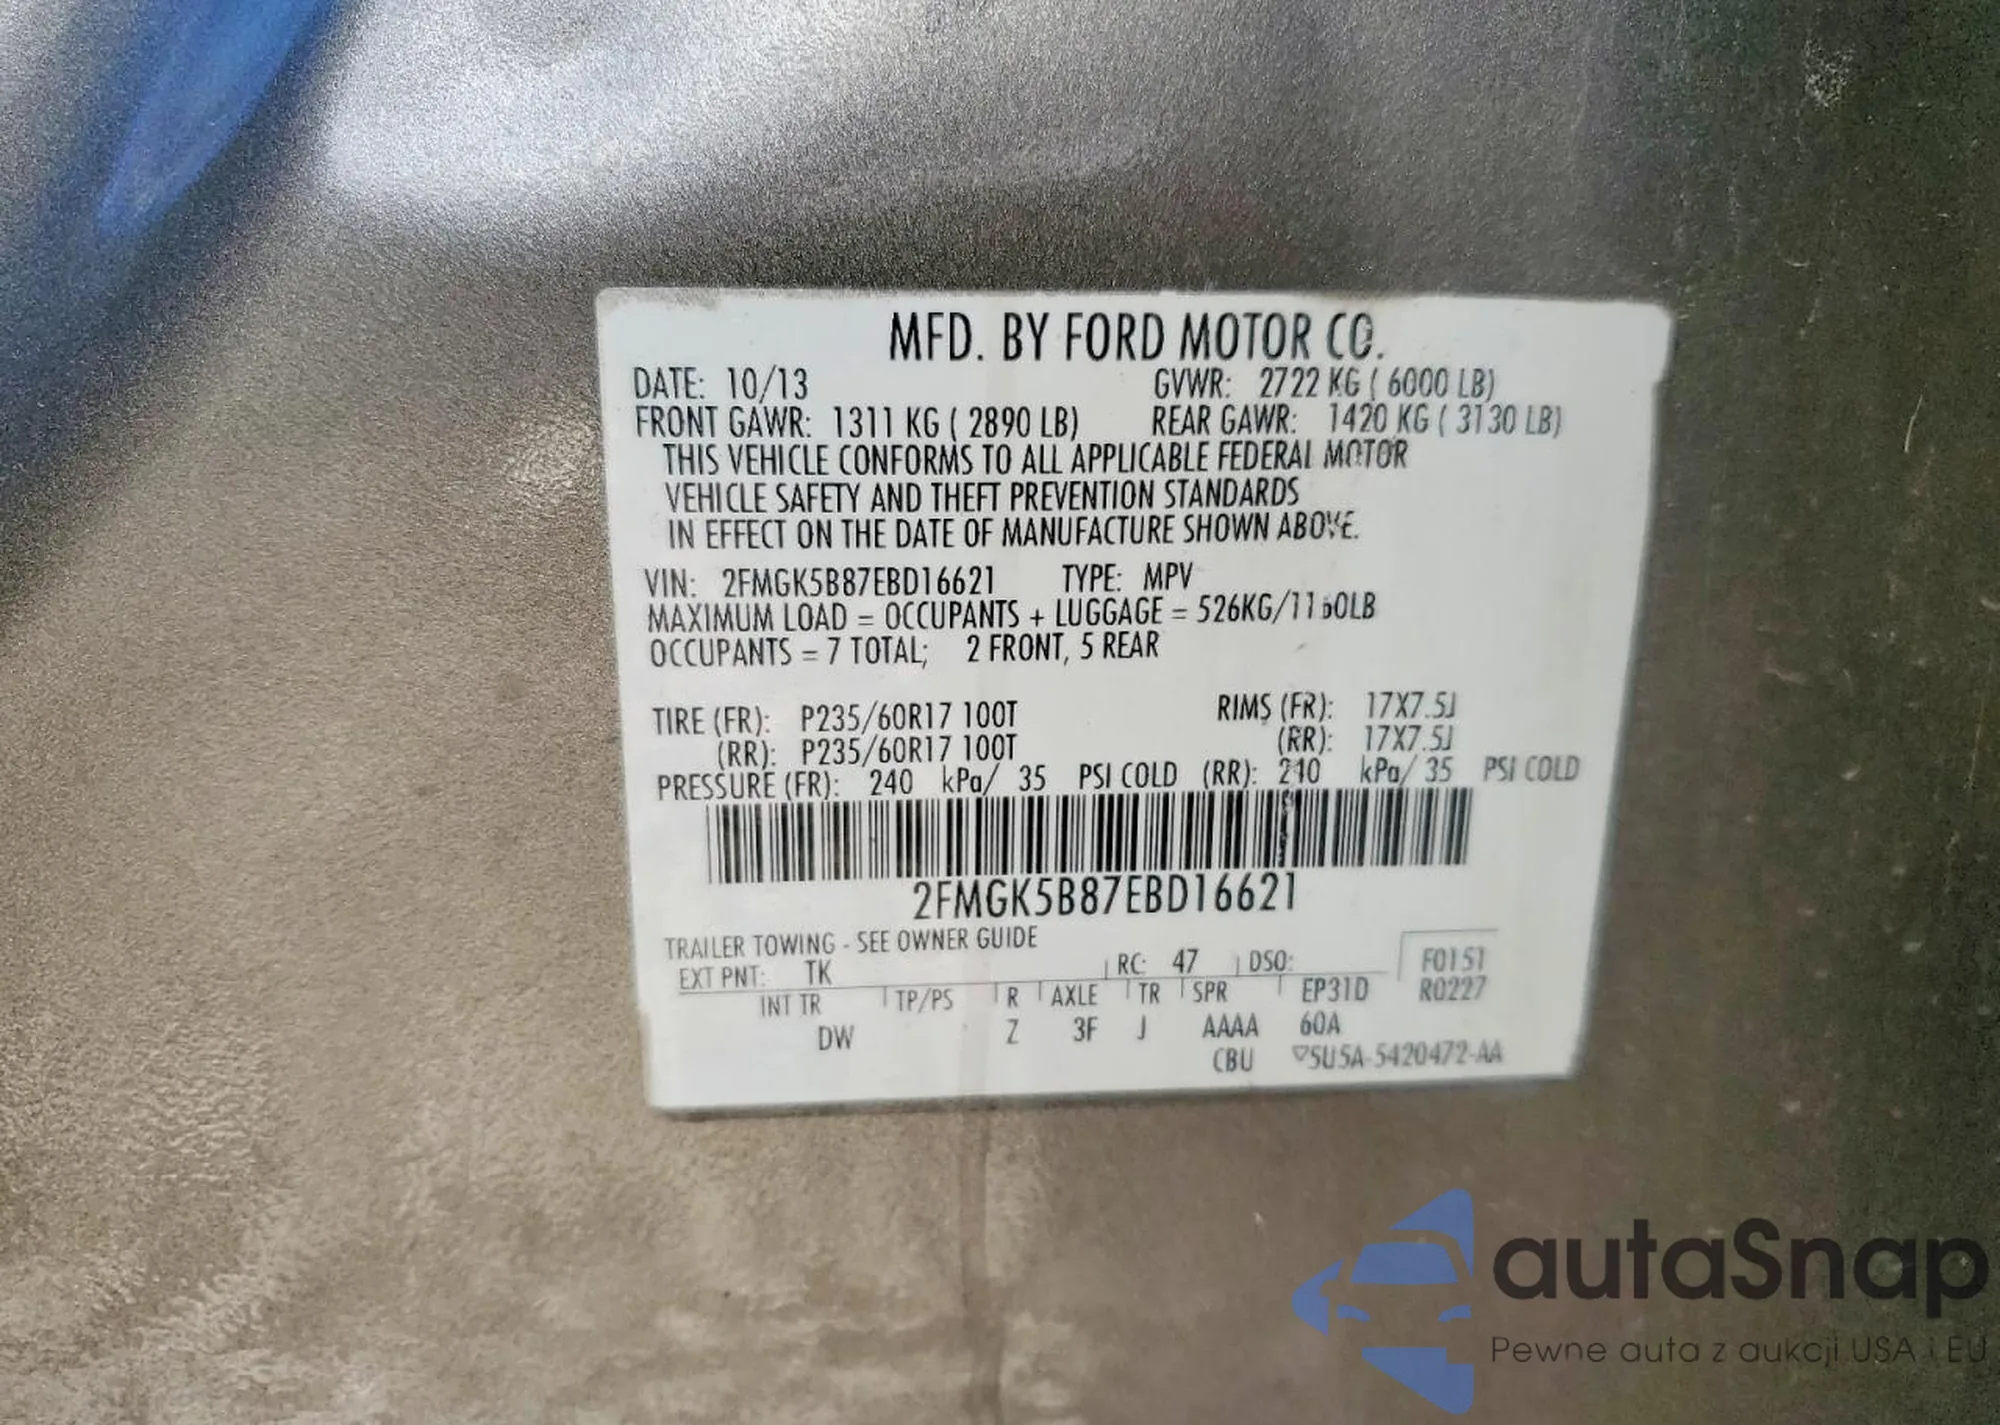 MFD. BY FORD MOTOR CO.
DATE: 10/13 GVWR: 2722 KG ( 6000 LB)
FRONT GAWR: 1311 KG ( 2890 LB) REAR GAWR: 1420 KG ( 3130 LB)
THIS VEHICLE CONFORMS TO ALL APPLICABLE FEDERAL MOTOR
VEHICLE SAFETY AND THEFT PREVENTION STANDARDS
IN EFFECT ON THE DATE OF MANUFACTURE SHOWN ABOVE.
VIN: 2FMGK5B87EBD16621 TYPE: MPV
MAXIMUM LOAD = OCCUPANTS + LUGGAGE = 526KG/1160LB
OCCUPANTS = 7 TOTAL; 2 FRONT, 5 REAR
TIRE (FR): P235/60R17 100T RIMS (FR): 17X7.5J
(RR): P235/60R17 100T (RR): 17X7.5J
PRESSURE (FR): 240 kPa/ 35 PSI COLD (RR): 240 kPa/ 35 PSI COLD
2FMGK5B87EBD16621
TRAILER TOWING - SEE OWNER GUIDE
EXT PNT: TK RC: 47 DSO: F0151
INT TR TP/PS R AXLE TR SPR EP31D R0227
DW Z 3F J AAAA 60A
CBU ▽5U5A-5420472-AA
autaSnap
Pewne auta z aukcji USA i EU